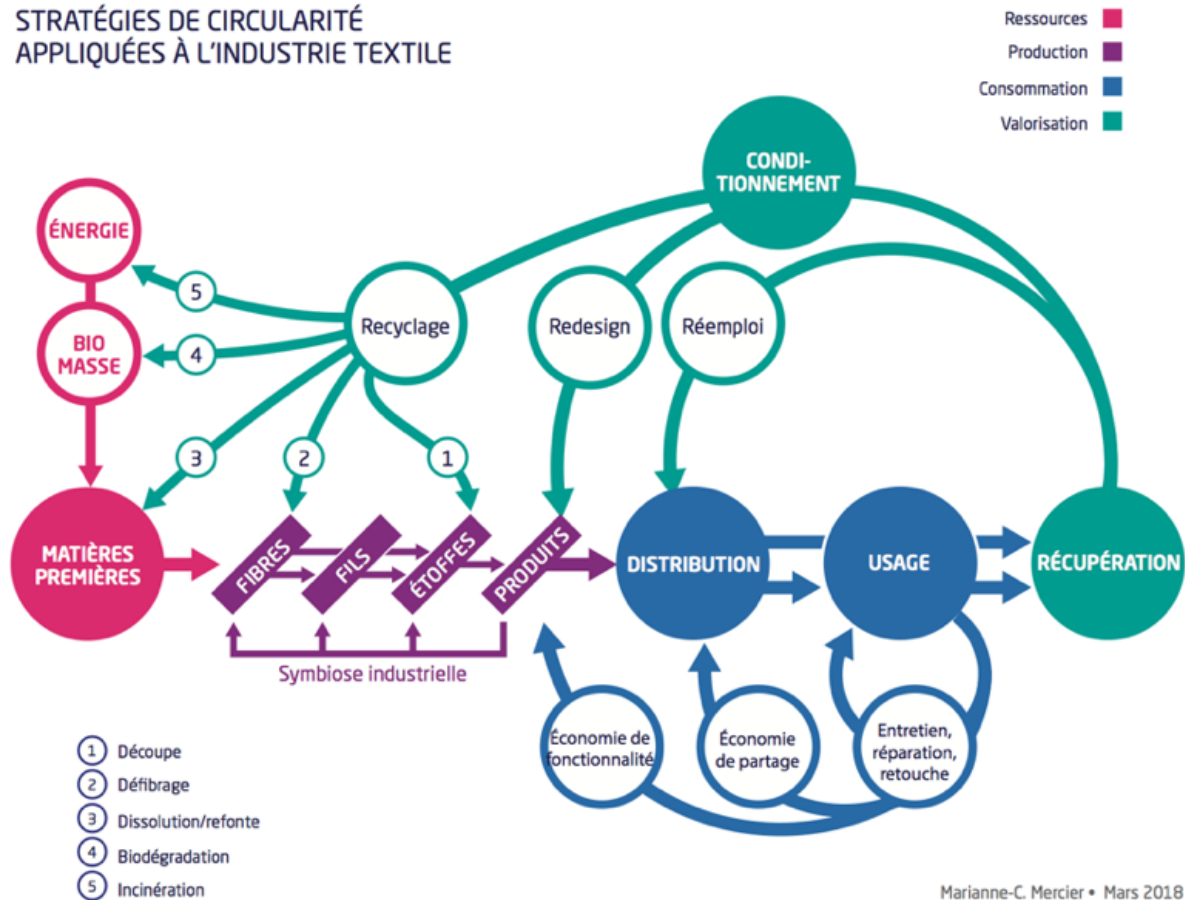 STRATÉGIES DE CIRCULARITÉ
APPLIQUÉES À L'INDUSTRIE TEXTILE
Ressources
Production
Consommation
Valorisation
CONDI-
TIONNEMENT
ÉNERGIE
BIO
MASSE
5
4
3
2
1
Recyclage
Redesign
Réemploi
MATIÈRES
PREMIÈRES
FIBRES
FILS
ÉTOFFES
PRODUITS
DISTRIBUTION
USAGE
RÉCUPÉRATION
Symbiose industrielle
Économie de
fonctionnalité
Économie
de partage
Entretien,
réparation,
retouche
1 Découpe
2 Défibrage
3 Dissolution/refonte
4 Biodégradation
5 Incinération
Marianne-C. Mercier • Mars 2018